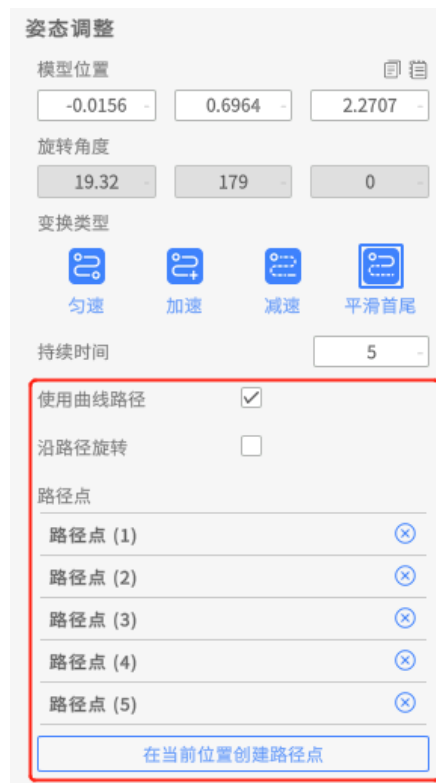 姿态调整
模型位置
-0.0156 - 0.6964 - 2.2707 -
旋转角度
19.32 - 179 - 0 -
变换类型
匀速 加速 减速 平滑首尾
持续时间 5 -
使用曲线路径
沿路径旋转
路径点
路径点 (1)
路径点 (2)
路径点 (3)
路径点 (4)
路径点 (5)
在当前位置创建路径点